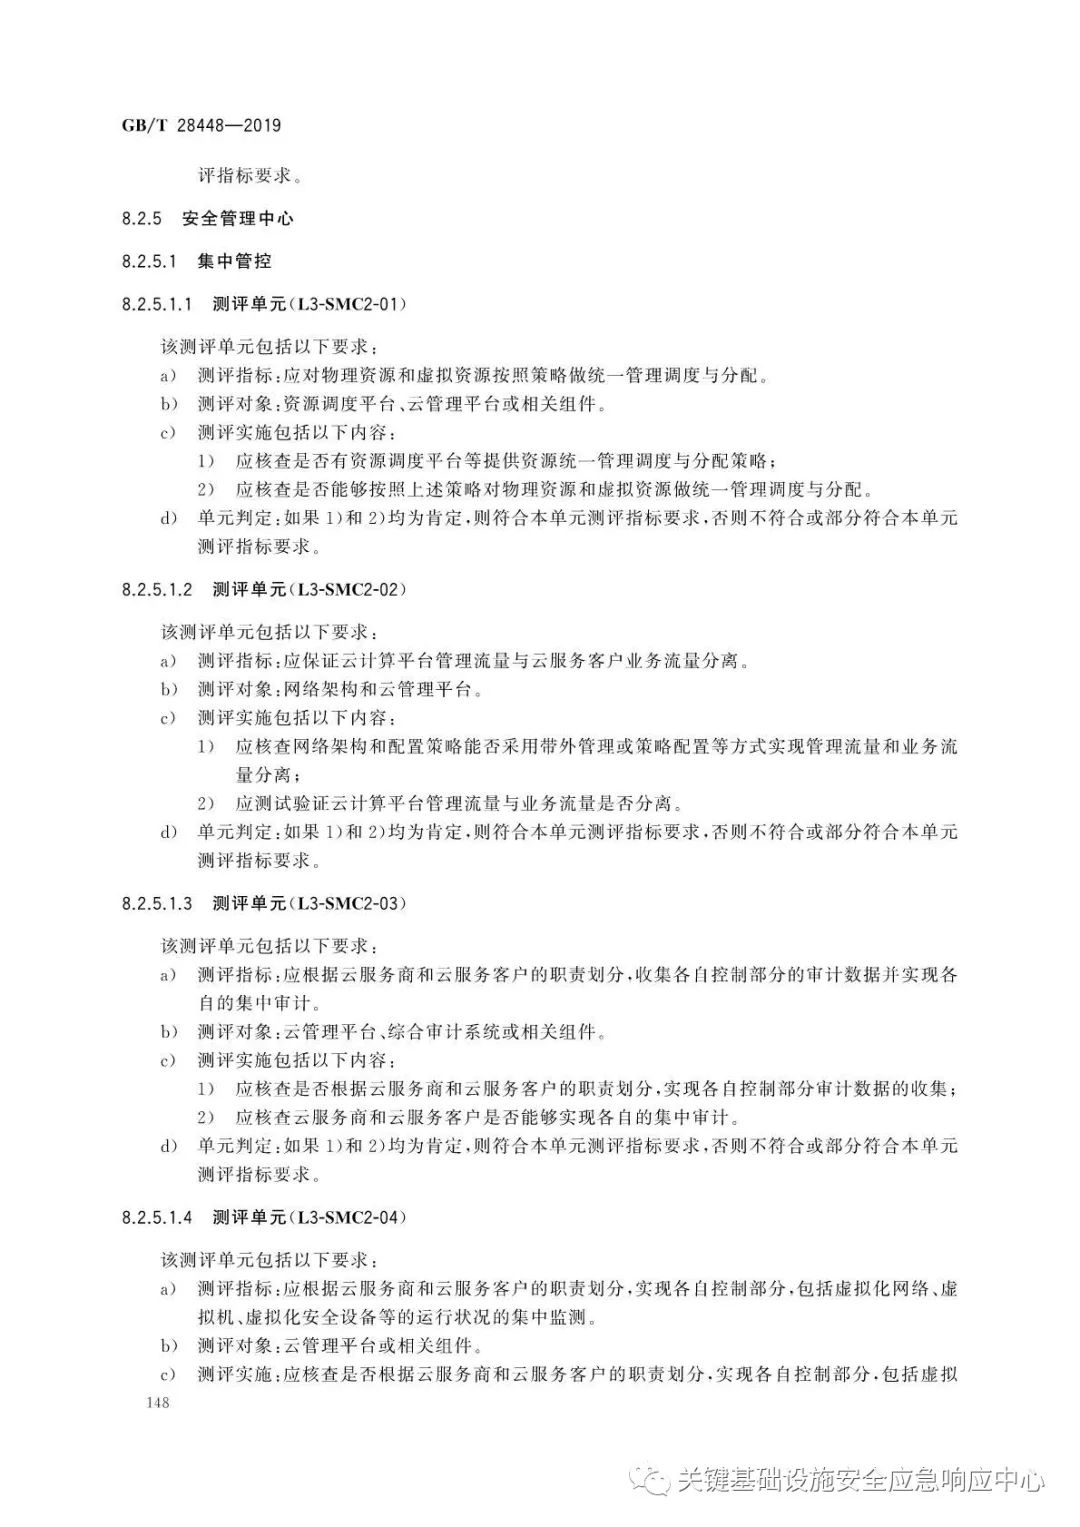 GB/T 28448—2019
评指标要求。
8.2.5 安全管理中心
8.2.5.1 集中管控
8.2.5.1.1 测评单元(L3-SMC2-01)
该测评单元包括以下要求:
a) 测评指标:应对物理资源和虚拟资源按照策略做统一管理调度与分配。
b) 测评对象:资源调度平台、云管理平台或相关组件。
c) 测评实施包括以下内容:
1) 应核查是否有资源调度平台等提供资源统一管理调度与分配策略;
2) 应核查是否能够按照上述策略对物理资源和虚拟资源做统一管理调度与分配。
d) 单元判定:如果1)和2)均为肯定,则符合本单元测评指标要求,否则不符合或部分符合本单元
测评指标要求。
8.2.5.1.2 测评单元(L3-SMC2-02)
该测评单元包括以下要求:
a) 测评指标:应保证云计算平台管理流量与云服务客户业务流量分离。
b) 测评对象:网络架构和云管理平台。
c) 测评实施包括以下内容:
1) 应核查网络架构和配置策略能否采用带外管理或策略配置等方式实现管理流量和业务流
量分离;
2) 应测试验证云计算平台管理流量与业务流量是否分离。
d) 单元判定:如果1)和2)均为肯定,则符合本单元测评指标要求,否则不符合或部分符合本单元
测评指标要求。
8.2.5.1.3 测评单元(L3-SMC2-03)
该测评单元包括以下要求:
a) 测评指标:应根据云服务商和云服务客户的职责划分,收集各自控制部分的审计数据并实现各
自的集中审计。
b) 测评对象:云管理平台、综合审计系统或相关组件。
c) 测评实施包括以下内容:
1) 应核查是否根据云服务商和云服务客户的职责划分,实现各自控制部分审计数据的收集;
2) 应核查云服务商和云服务客户是否能够实现各自的集中审计。
d) 单元判定:如果1)和2)均为肯定,则符合本单元测评指标要求,否则不符合或部分符合本单元
测评指标要求。
8.2.5.1.4 测评单元(L3-SMC2-04)
该测评单元包括以下要求:
a) 测评指标:应根据云服务商和云服务客户的职责划分,实现各自控制部分,包括虚拟化网络、虚
拟机、虚拟化安全设备等的运行状况的集中监测。
b) 测评对象:云管理平台或相关组件。
c) 测评实施:应核查是否根据云服务商和云服务客户的职责划分,实现各自控制部分,包括虚拟
148
关键基础设施安全应急响应中心